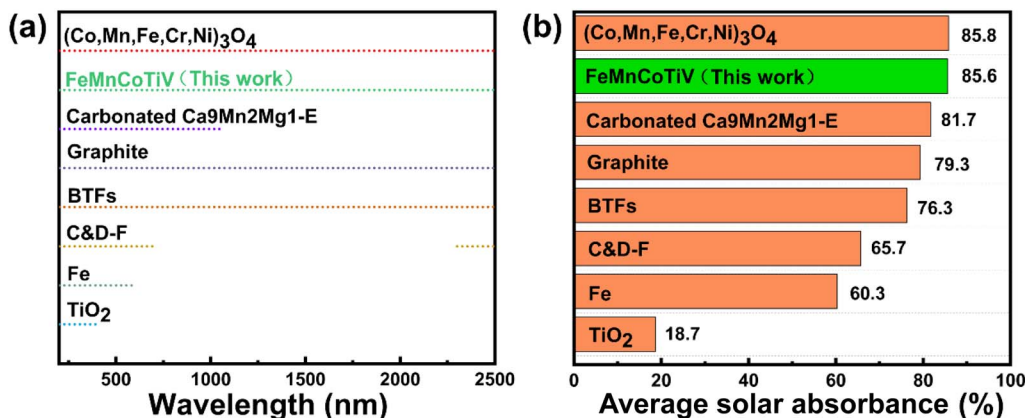 (a)
(Co,Mn,Fe,Cr,Ni)₃O₄
FeMnCoTiV（This work）
Carbonated Ca9Mn2Mg1-E
Graphite
BTFs
C&D-F
Fe
TiO₂
500 1000 1500 2000 2500
Wavelength (nm)
(b)
(Co,Mn,Fe,Cr,Ni)₃O₄ 85.8
FeMnCoTiV（This work） 85.6
Carbonated Ca9Mn2Mg1-E 81.7
Graphite 79.3
BTFs 76.3
C&D-F 65.7
Fe 60.3
TiO₂ 18.7
0 20 40 60 80 100
Average solar absorbance (%)